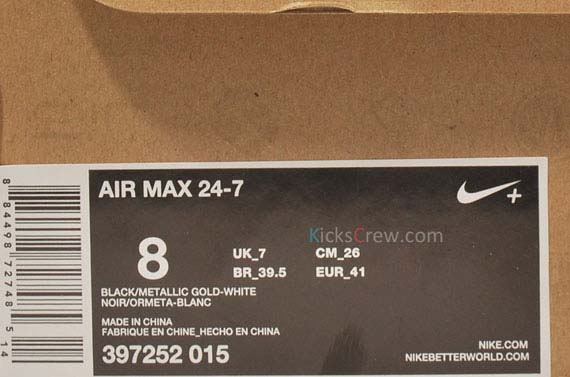 AIR MAX 24-7
+
KicksCrew.com
8
UK_7 CM_26
BR_39.5 EUR_41
BLACK/METALLIC GOLD-WHITE
NOIR/ORMETA-BLANC
MADE IN CHINA
FABRIQUE EN CHINE_HECHO EN CHINA
397252 015
NIKE.COM
NIKEBETTERWORLD.COM
8 84498 72748 5 14